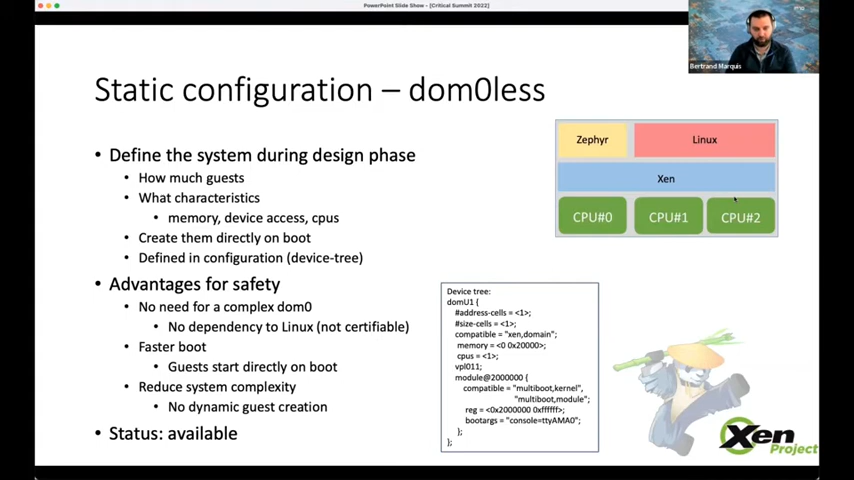 PowerPoint Slide Show - [Critical Summit 2022]
Bertrand Marquis
Static configuration – dom0less
• Define the system during design phase
• How much guests
• What characteristics
• memory, device access, cpus
• Create them directly on boot
• Defined in configuration (device-tree)
• Advantages for safety
• No need for a complex dom0
• No dependency to Linux (not certifiable)
• Faster boot
• Guests start directly on boot
• Reduce system complexity
• No dynamic guest creation
• Status: available
Zephyr
Linux
Xen
CPU#0
CPU#1
CPU#2
Device tree:
domU1 {
#address-cells = <1>;
#size-cells = <1>;
compatible = "xen,domain";
memory = <0 0x20000>;
cpus = <1>;
vpl011;
module@2000000 {
compatible = "multiboot,kernel",
"multiboot,module";
reg = <0x2000000 0xffffff>;
bootargs = "console=ttyAMA0";
};
};
Xen
Project